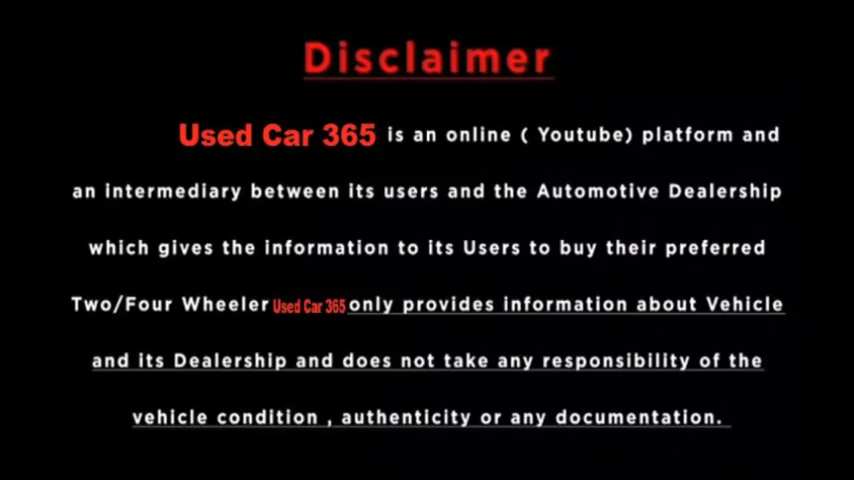 Disclaimer
Used Car 365 is an online ( Youtube) platform and
an intermediary between its users and the Automotive Dealership
which gives the information to its Users to buy their preferred
Two/Four Wheeler Used Car 365 only provides information about Vehicle
and its Dealership and does not take any responsibility of the
vehicle condition , authenticity or any documentation.